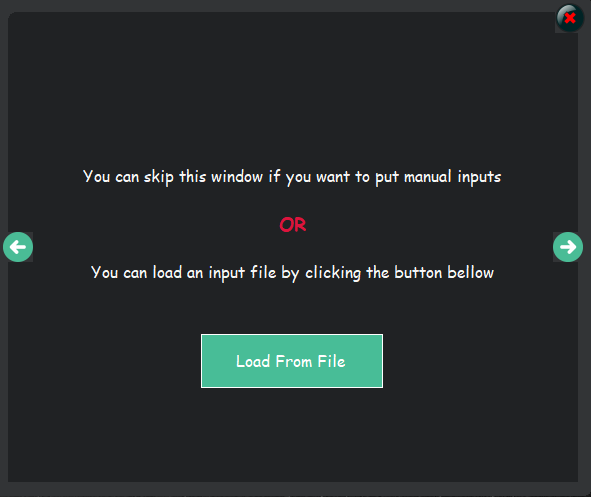 You can skip this window if you want to put manual inputs
OR
You can load an input file by clicking the button bellow
Load From File